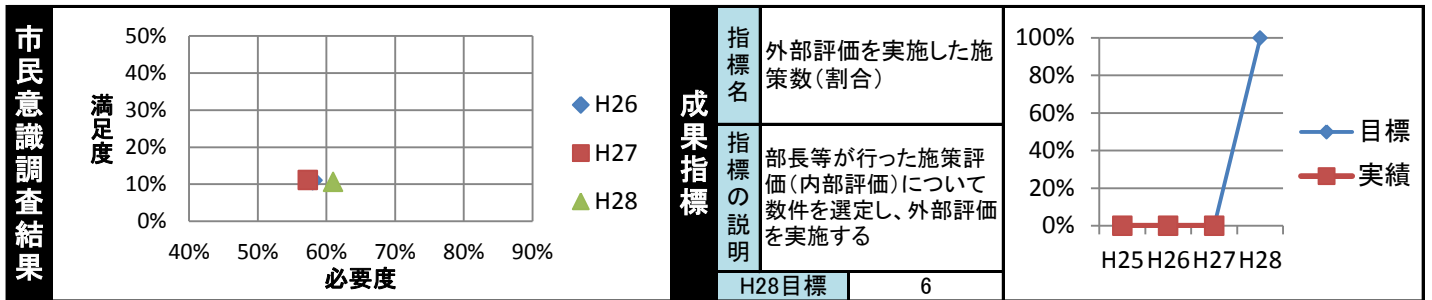 市民意識調査結果
満足度
50%
40%
30%
20%
10%
0%
40% 50% 60% 70% 80% 90%
必要度
H26
H27
H28
成果指標
指標名
外部評価を実施した施
策数(割合)
指標の説明
部長等が行った施策評
価(内部評価)について
数件を選定し、外部評価
を実施する
H28目標 6
100%
80%
60%
40%
20%
0%
H25 H26 H27 H28
目標
実績